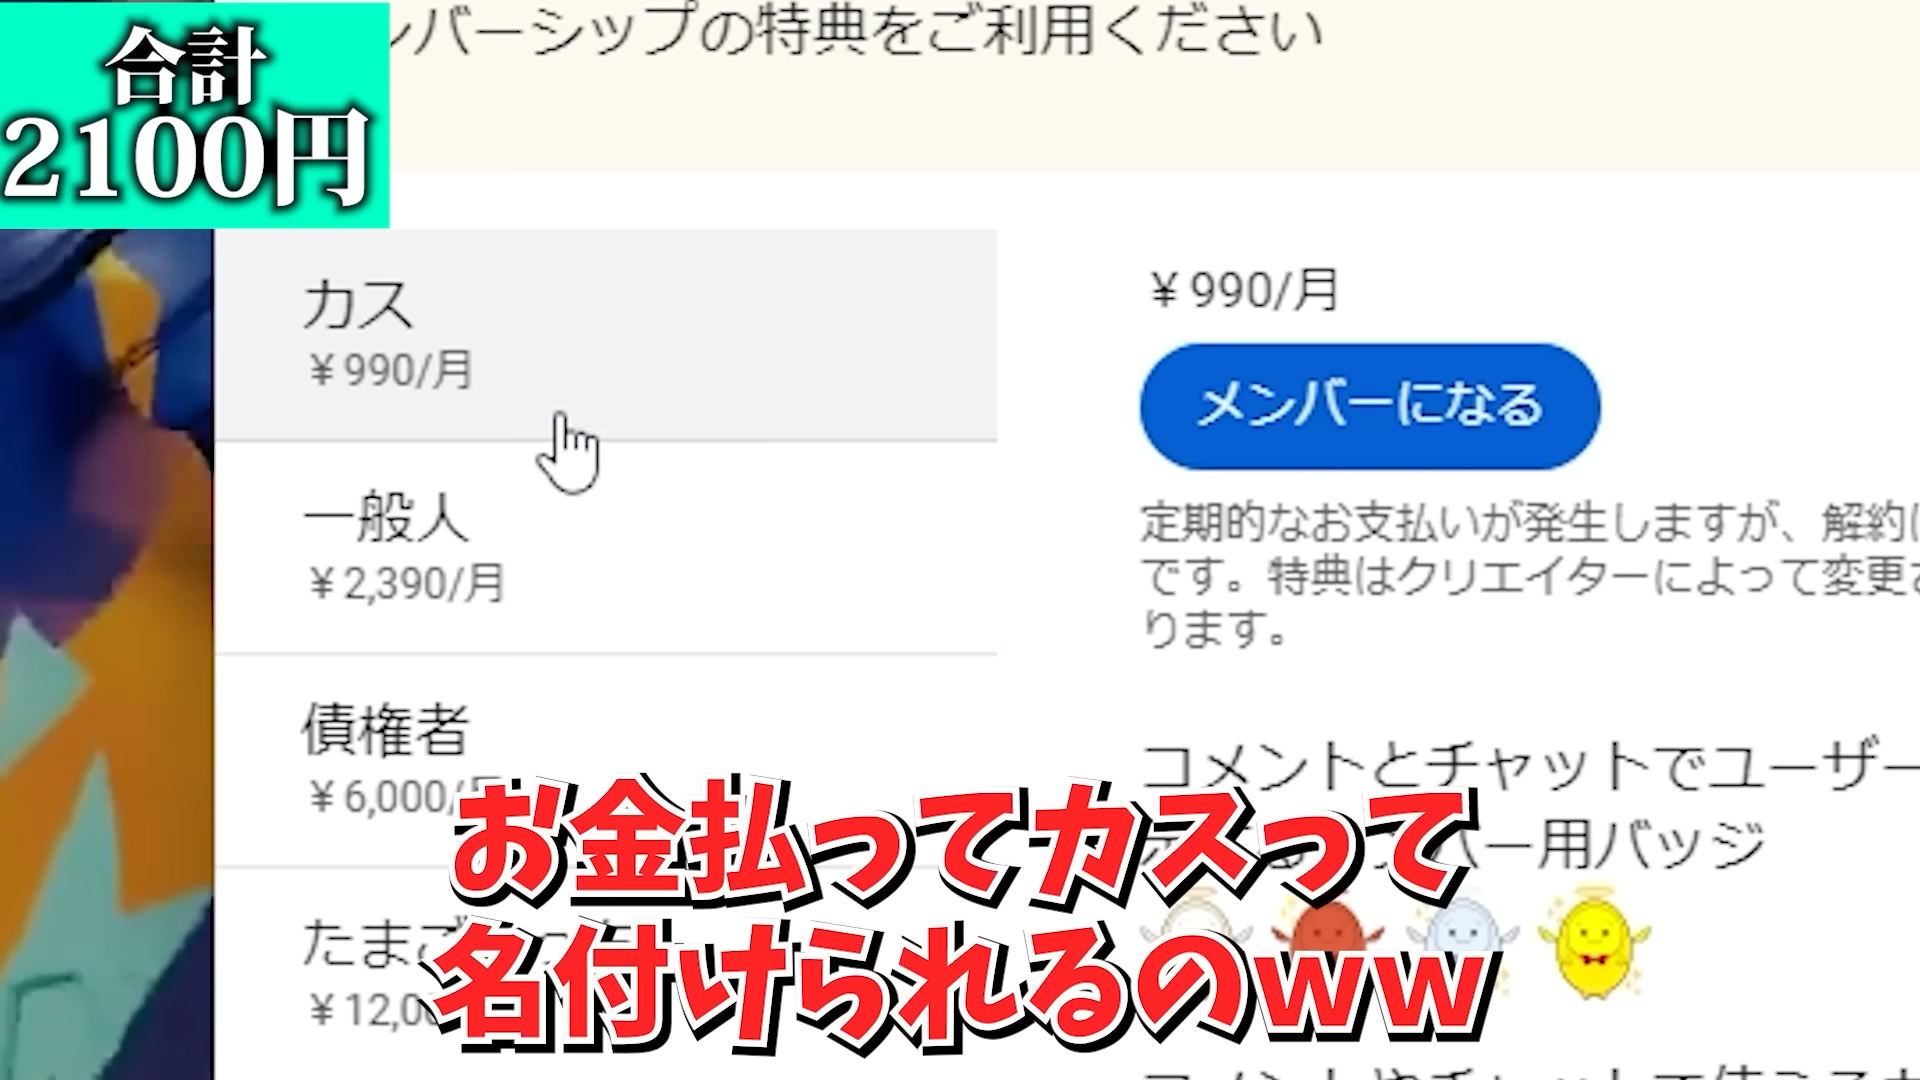 合計
2100円
ンバーシップの特典をご利用ください
カス
¥990/月
一般人
¥2,390/月
債権者
¥6,000/月
¥990/月
メンバーになる
定期的なお支払いが発生しますが、解約
です。特典はクリエイターによって変更さ
ります。
コメントとチャットでユーザー
バー用バッジ
たまご
¥12,0
お金払ってカスって
名付けられるのww